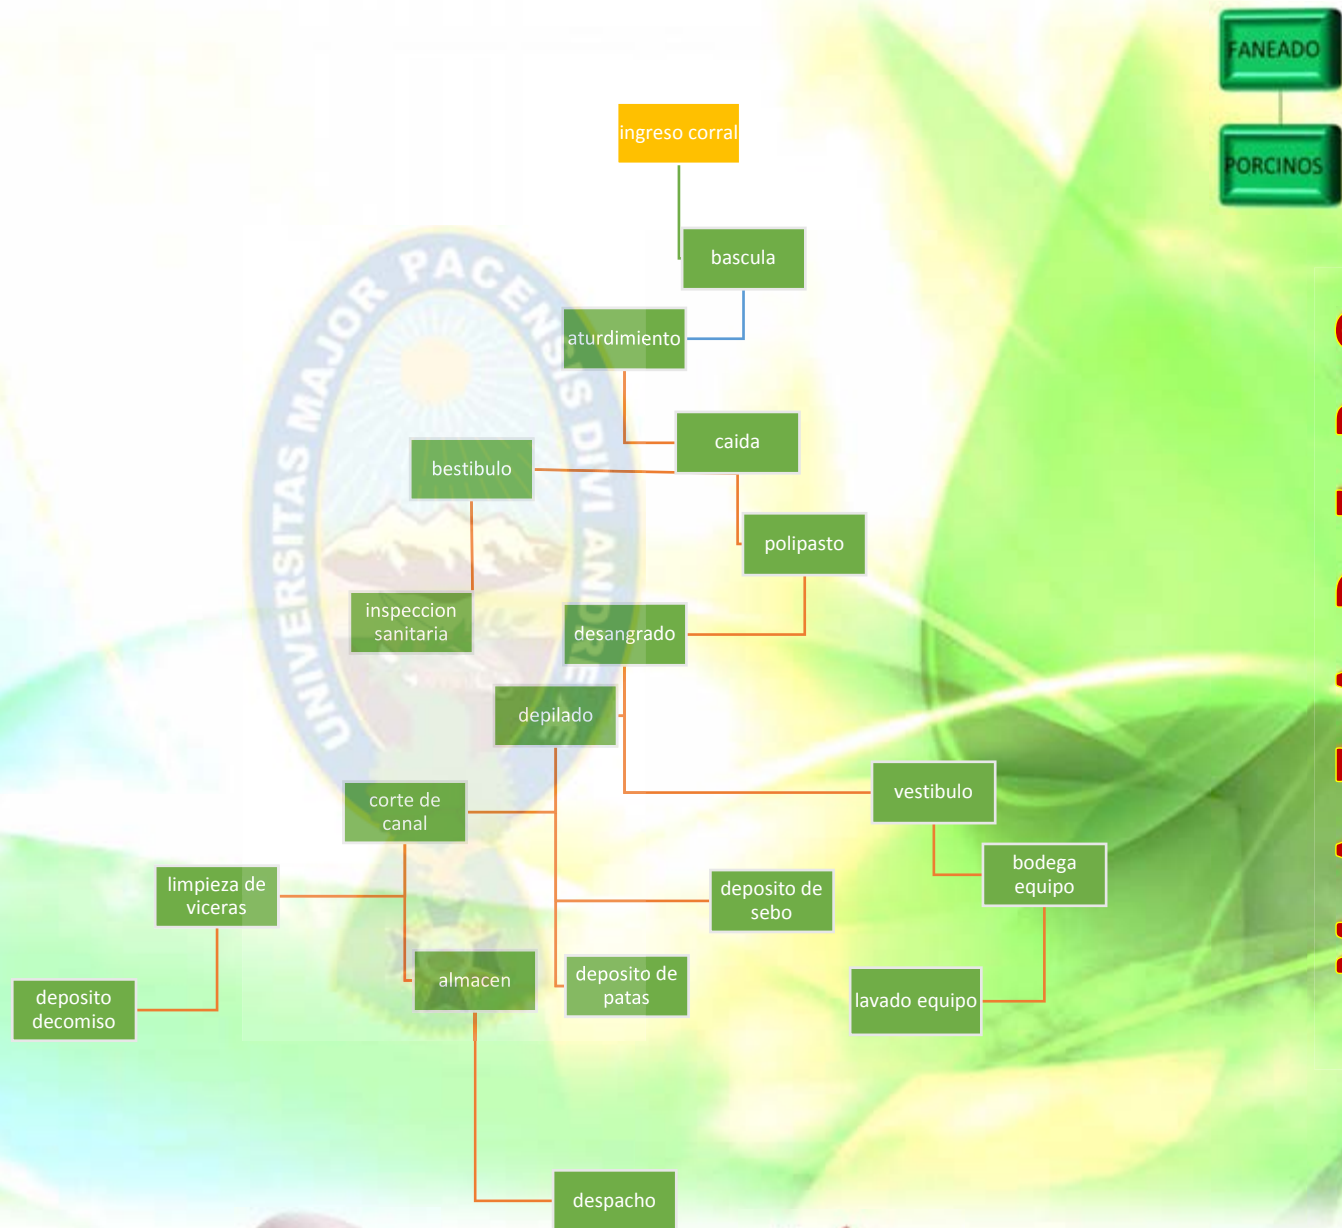 FANEADO
PORCINOS
ingreso corral
bascula
aturdimiento
caida
bestibulo
polipasto
inspeccion
sanitaria
desangrado
depilado
vestibulo
corte de
canal
bodega
equipo
limpieza de
viceras
deposito de
sebo
almacen
deposito de
patas
deposito
decomiso
lavado equipo
despacho
UNIVERSITAS MAJOR PACENSIS DIVI ANDRE Æ